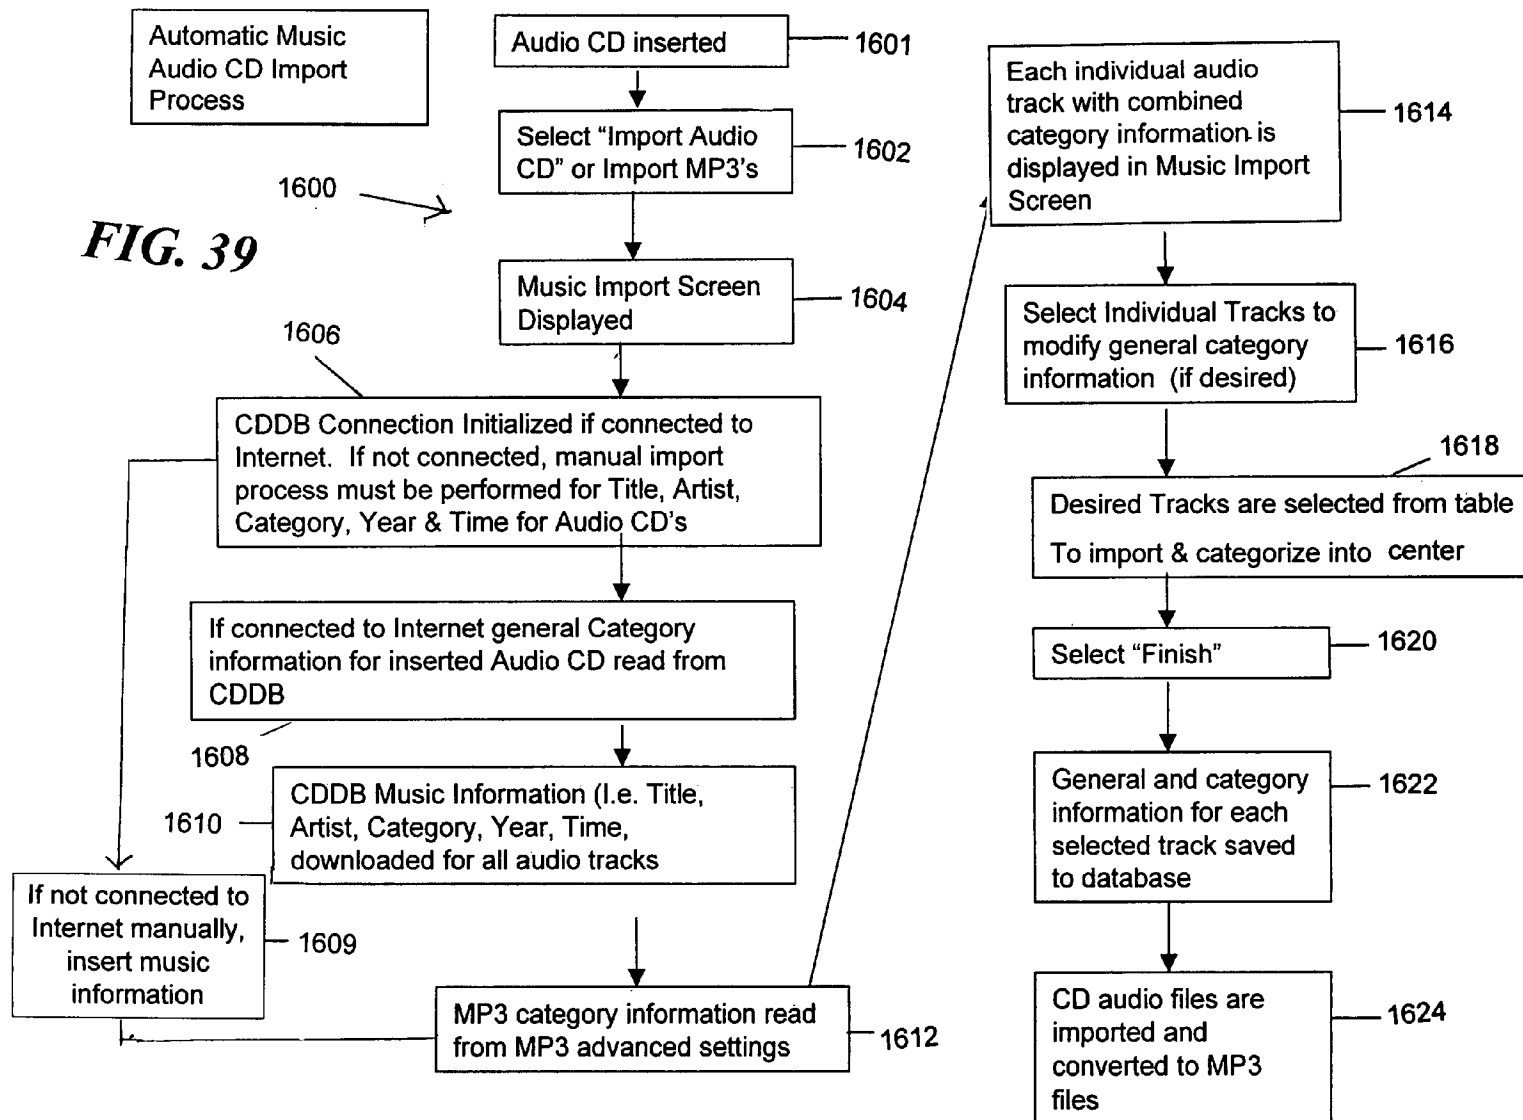 Automatic Music
Audio CD Import
Process
Audio CD inserted
1601
Select “Import Audio
CD” or Import MP3's
1602
1600
FIG. 39
Music Import Screen
Displayed
1604
1606
CDDB Connection Initialized if connected to
Internet. If not connected, manual import
process must be performed for Title, Artist,
Category, Year & Time for Audio CD's
If connected to Internet general Category
information for inserted Audio CD read from
CDDB
1608
1610
CDDB Music Information (I.e. Title,
Artist, Category, Year, Time,
downloaded for all audio tracks
If not connected to
Internet manually,
insert music
information
1609
MP3 category information read
from MP3 advanced settings
1612
Each individual audio
track with combined
category information is
displayed in Music Import
Screen
1614
Select Individual Tracks to
modify general category
information (if desired)
1616
1618
Desired Tracks are selected from table
To import & categorize into center
Select “Finish”
1620
General and category
information for each
selected track saved
to database
1622
CD audio files are
imported and
converted to MP3
files
1624